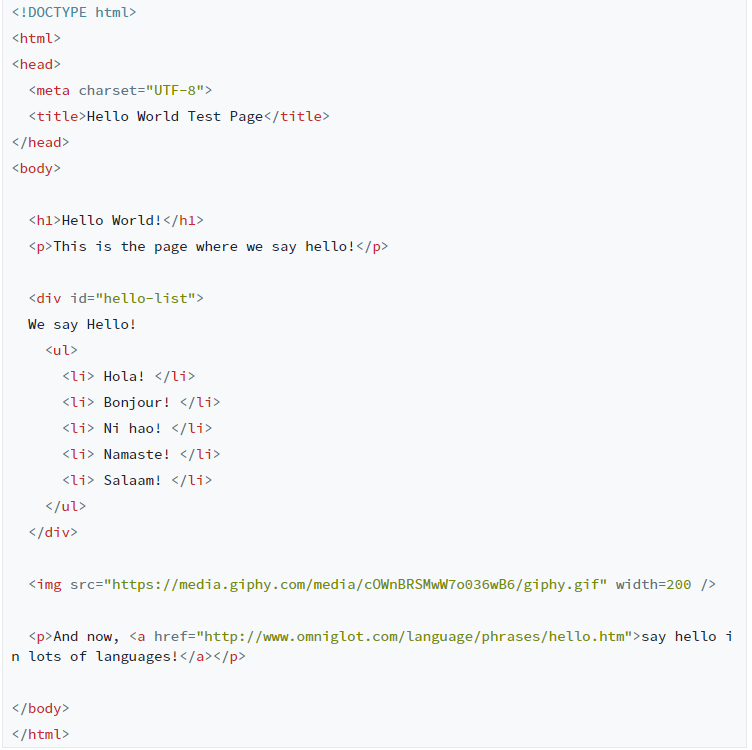 <!DOCTYPE html>
<html>
<head>
  <meta charset="UTF-8">
  <title>Hello World Test Page</title>
</head>
<body>

  <h1>Hello World!</h1>
  <p>This is the page where we say hello!</p>

  <div id="hello-list">
  We say Hello!
    <ul>
      <li> Hola! </li>
      <li> Bonjour! </li>
      <li> Ni hao! </li>
      <li> Namaste! </li>
      <li> Salaam! </li>
    </ul>
  </div>

  <img src="https://media.giphy.com/media/cOWnBRSMwW7o036wB6/giphy.gif" width=200 />

  <p>And now, <a href="http://www.omniglot.com/language/phrases/hello.htm">say hello i
n lots of languages!</a></p>

</body>
</html>